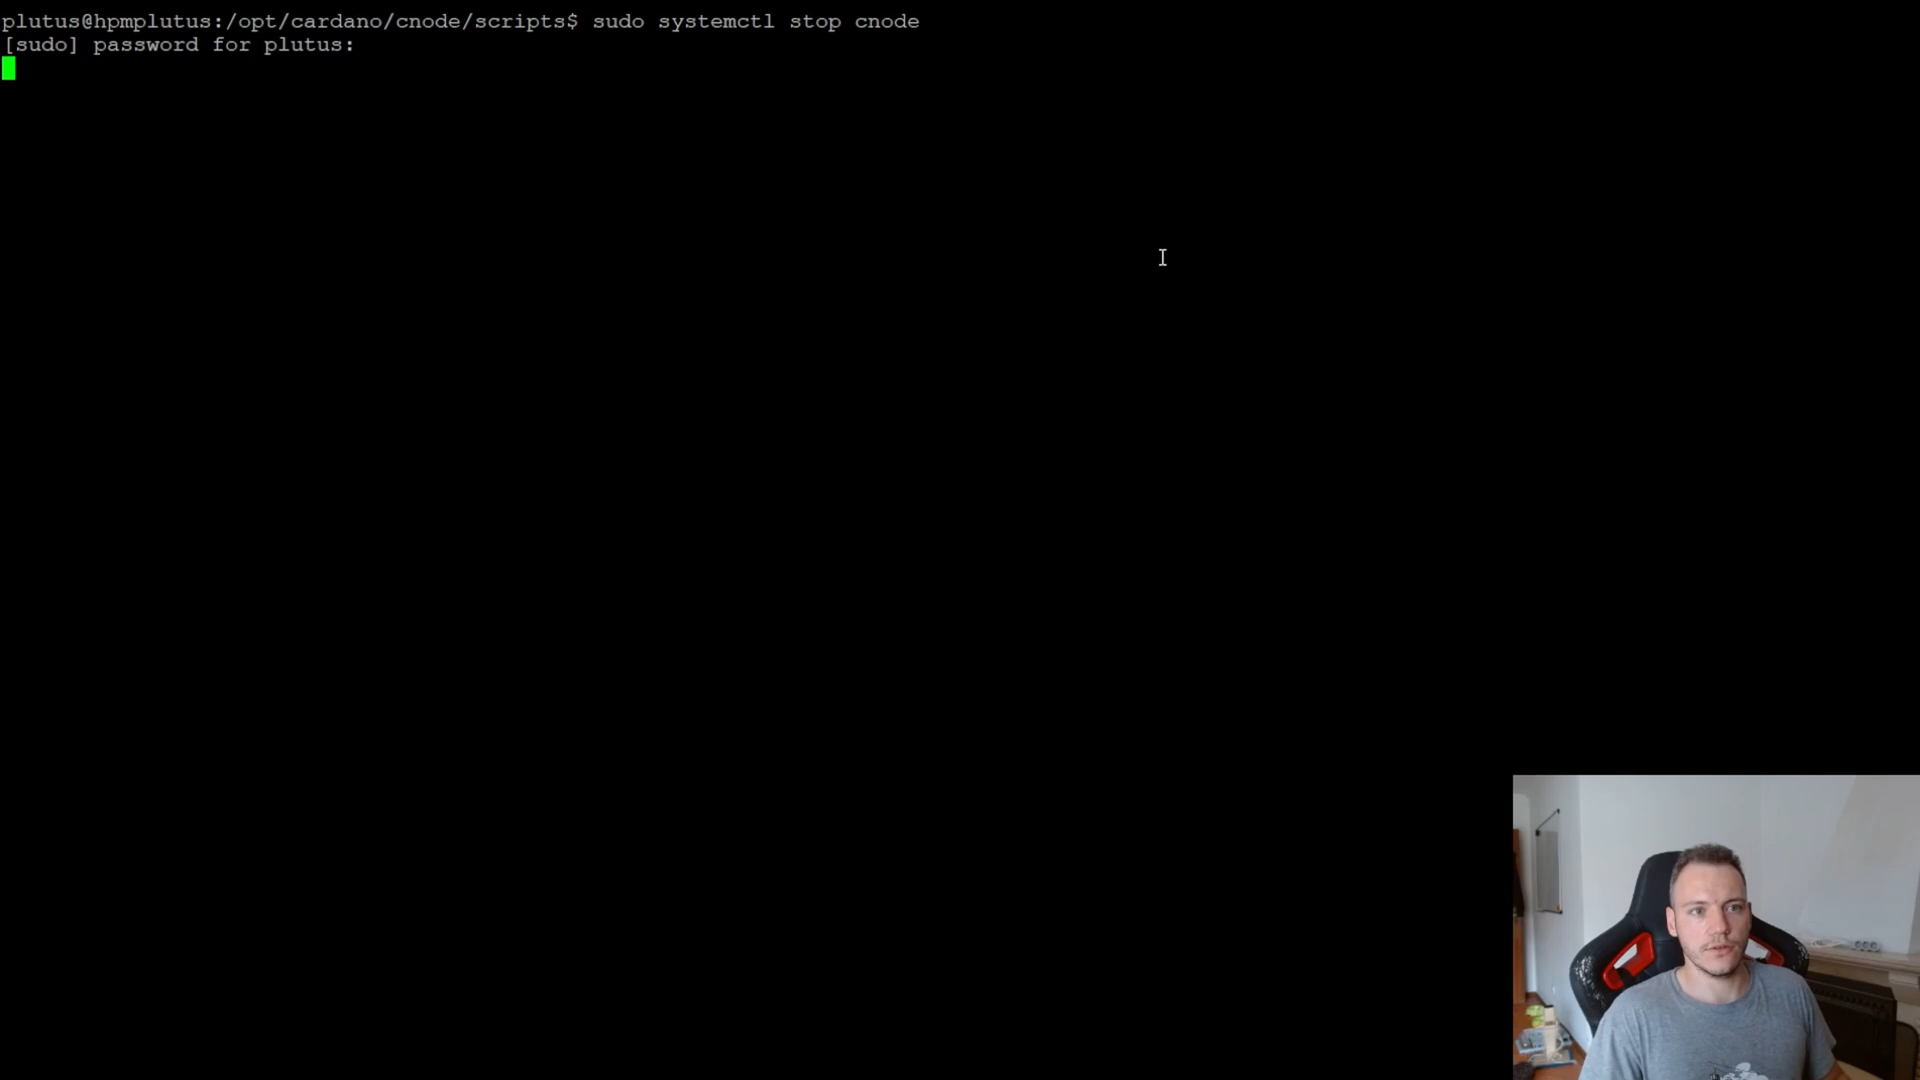 plutus@hpmplutus:/opt/cardano/cnode/scripts$ sudo systemctl stop cnode
[sudo] password for plutus: